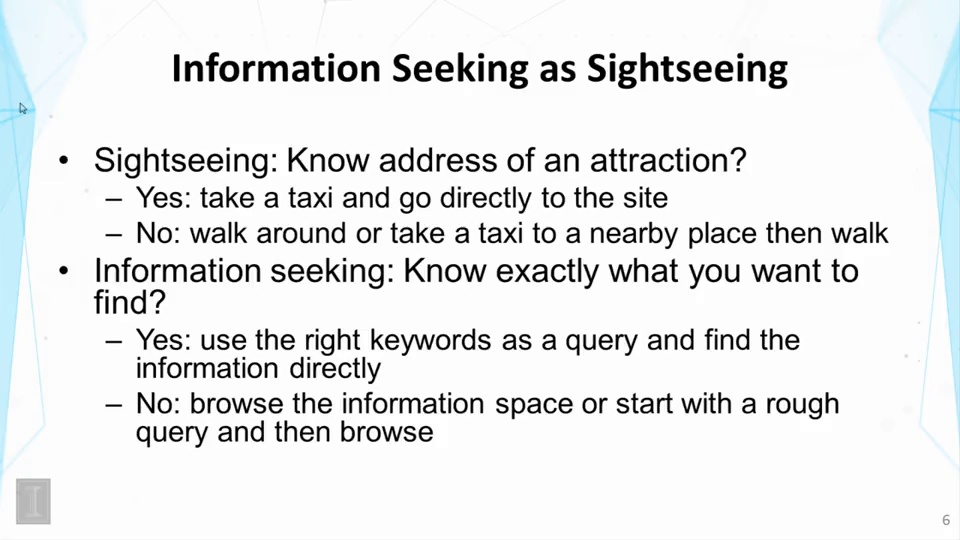 Information Seeking as Sightseeing
• Sightseeing: Know address of an attraction?
– Yes: take a taxi and go directly to the site
– No: walk around or take a taxi to a nearby place then walk
• Information seeking: Know exactly what you want to
find?
– Yes: use the right keywords as a query and find the
information directly
– No: browse the information space or start with a rough
query and then browse
I
6